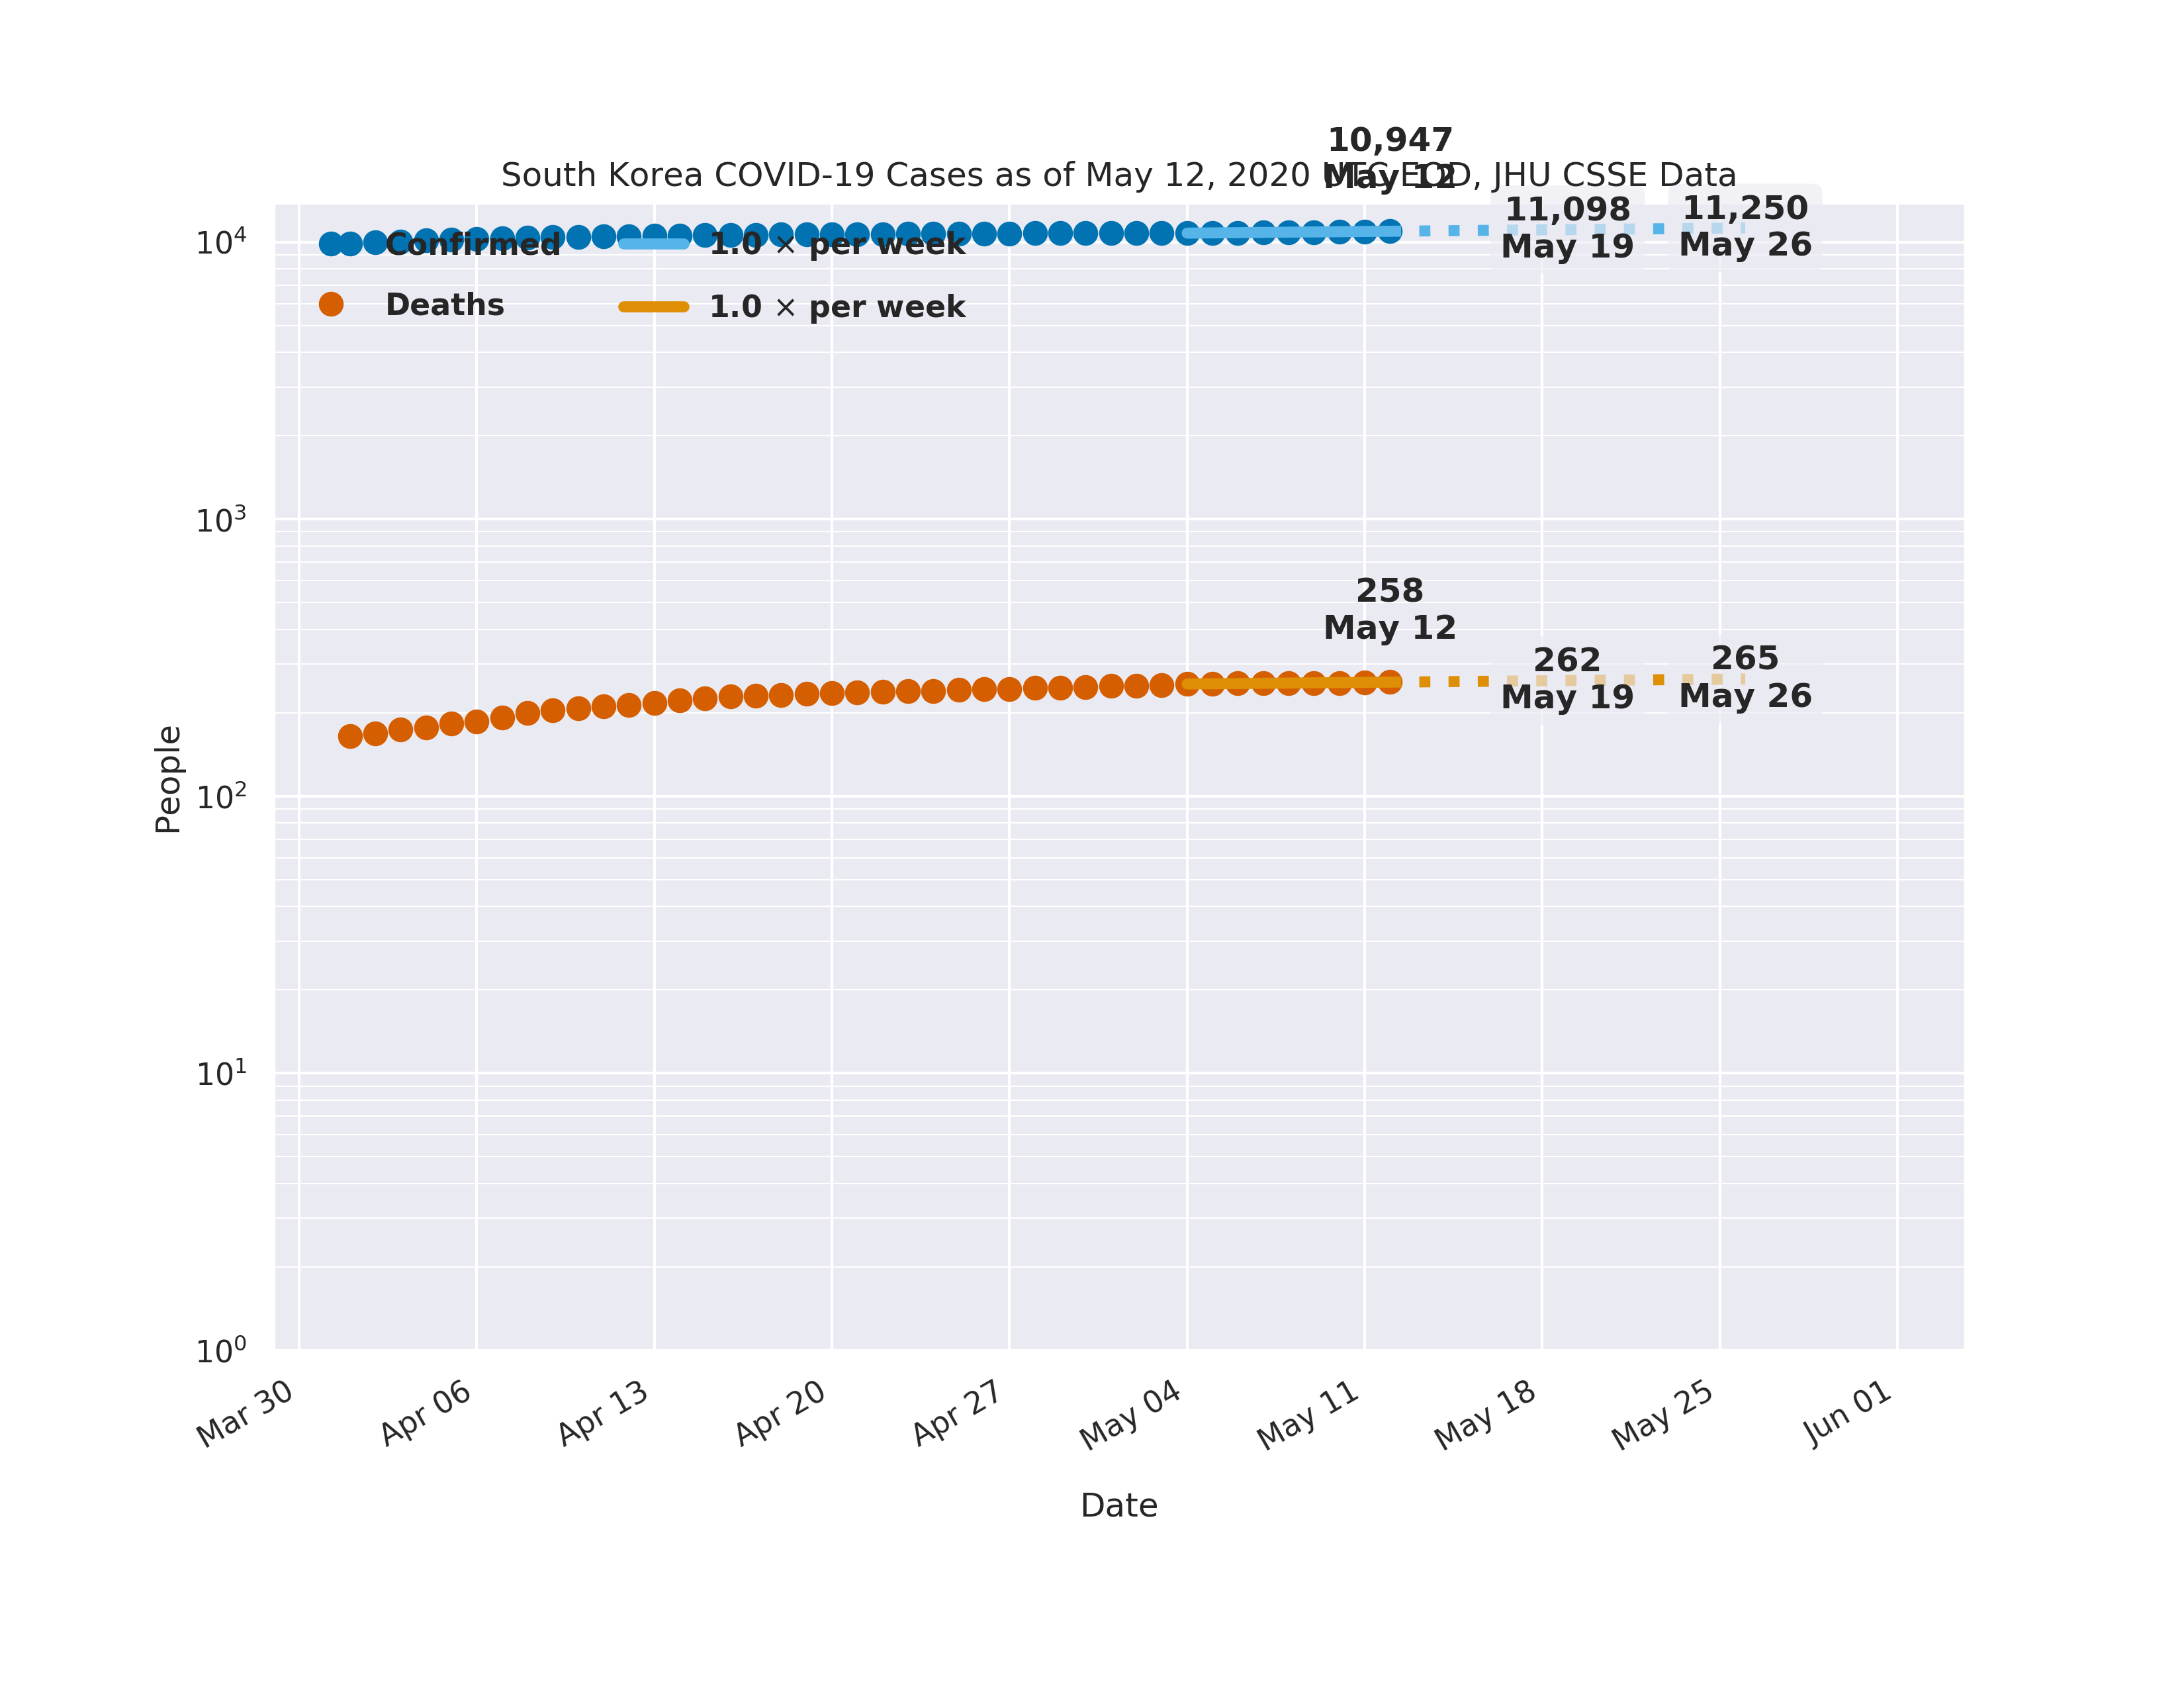 10,947
May 12
South Korea COVID-19 Cases as of May 12, 2020 UTC EOD, JHU CSSE Data
11,098
May 19
11,250
May 26
Confirmed
1.0 × per week
Deaths
1.0 × per week
258
May 12
262
May 19
265
May 26
People
10⁴
10³
10²
10¹
10⁰
Mar 30
Apr 06
Apr 13
Apr 20
Apr 27
May 04
May 11
May 18
May 25
Jun 01
Date